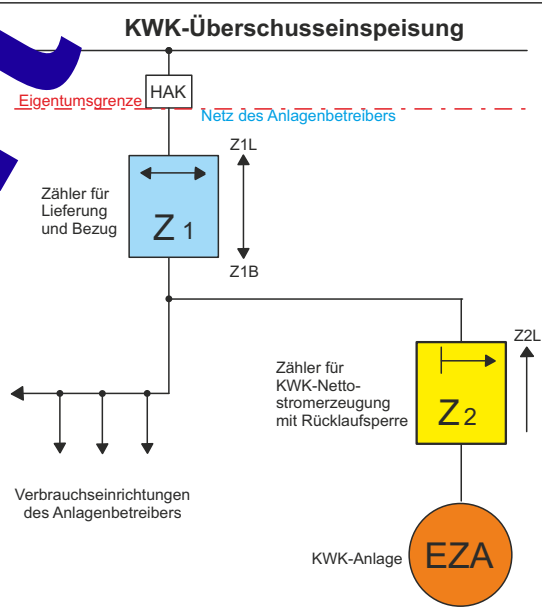 KWK-Überschusseinspeisung
HAK
Eigentumsgrenze
Netz des Anlagenbetreibers
Z1L
Zähler für
Lieferung
und Bezug
Z 1
Z1B
Z2L
Zähler für
KWK-Netto-
stromerzeugung
mit Rücklaufsperre
Z 2
Verbrauchseinrichtungen
des Anlagenbetreibers
KWK-Anlage
EZA